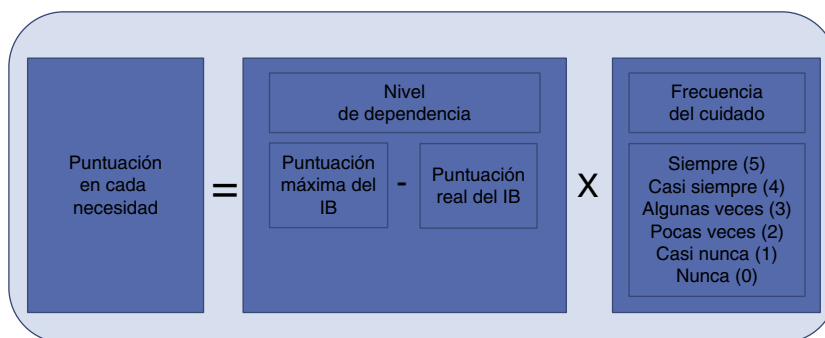 Puntuación
en cada
necesidad
=
Nivel
de dependencia
Puntuación
máxima del
IB
-
Puntuación
real del IB
X
Frecuencia
del cuidado
Siempre (5)
Casi siempre (4)
Algunas veces (3)
Pocas veces (2)
Casi nunca (1)
Nunca (0)